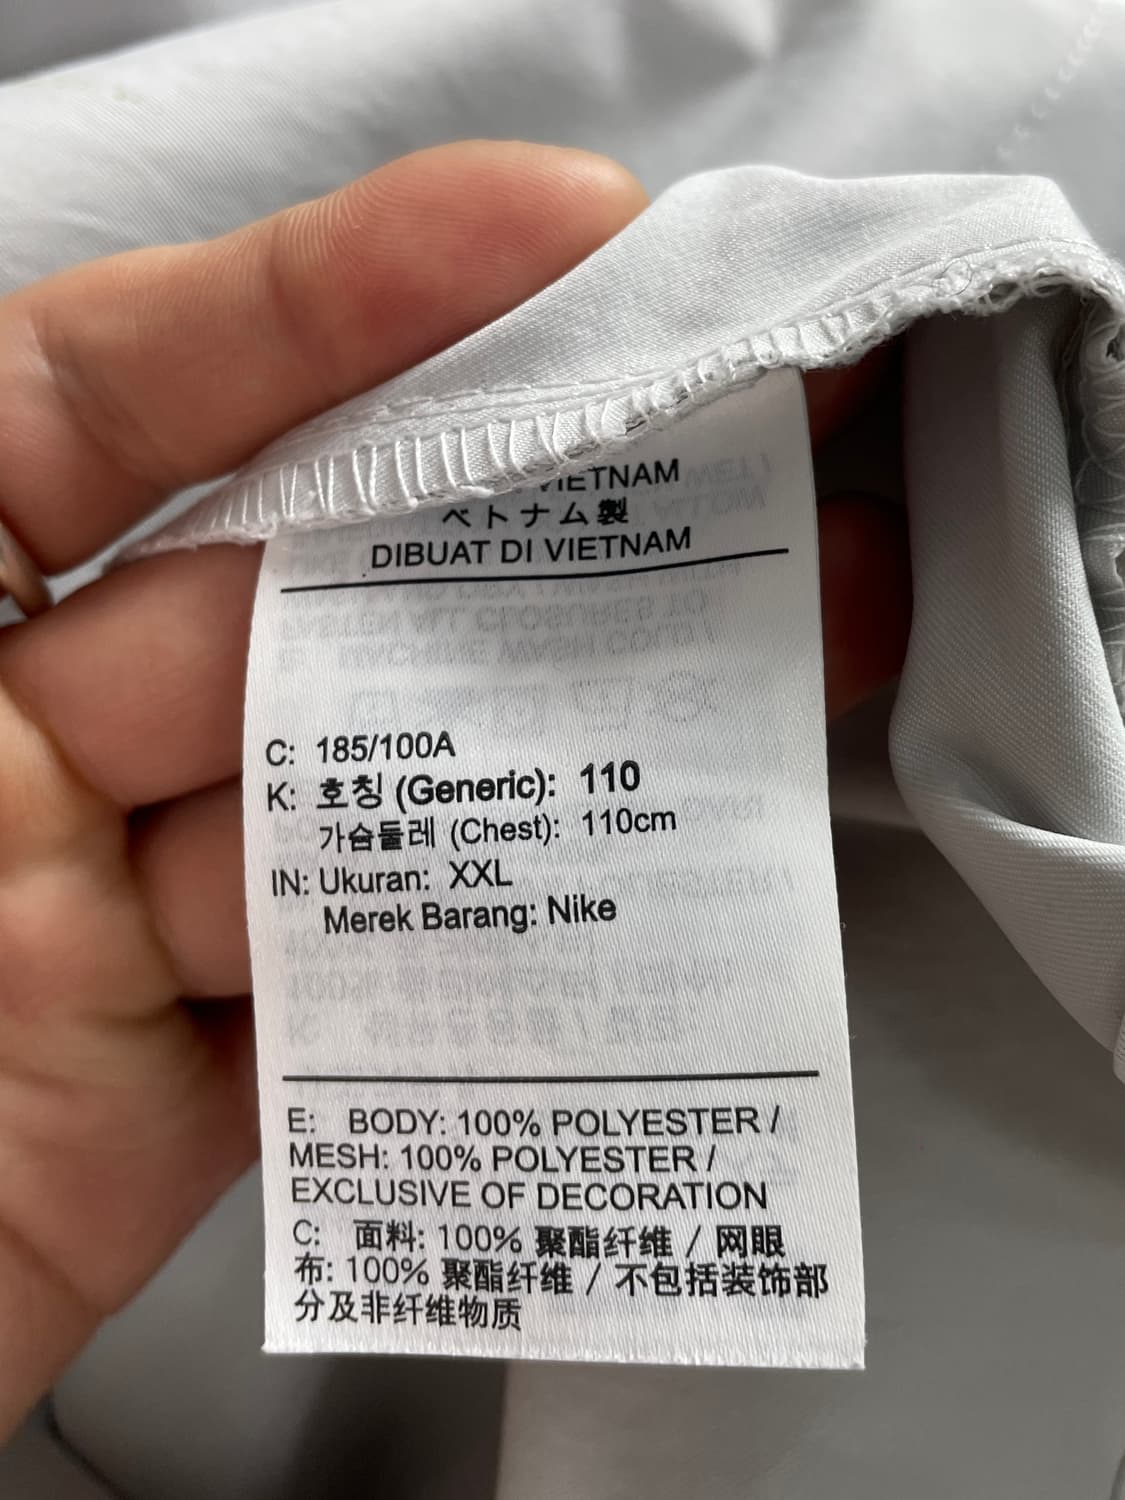 VIETNAM
ベトナム製
DIBUAT DI VIETNAM
C: 185/100A
K: 호칭 (Generic): 110
가슴둘레 (Chest): 110cm
IN: Ukuran: XXL
Merek Barang: Nike
E: BODY: 100% POLYESTER /
MESH: 100% POLYESTER /
EXCLUSIVE OF DECORATION
C: 面料: 100% 聚酯纤维 / 网眼
布: 100% 聚酯纤维 / 不包括装饰部
分及非纤维物质